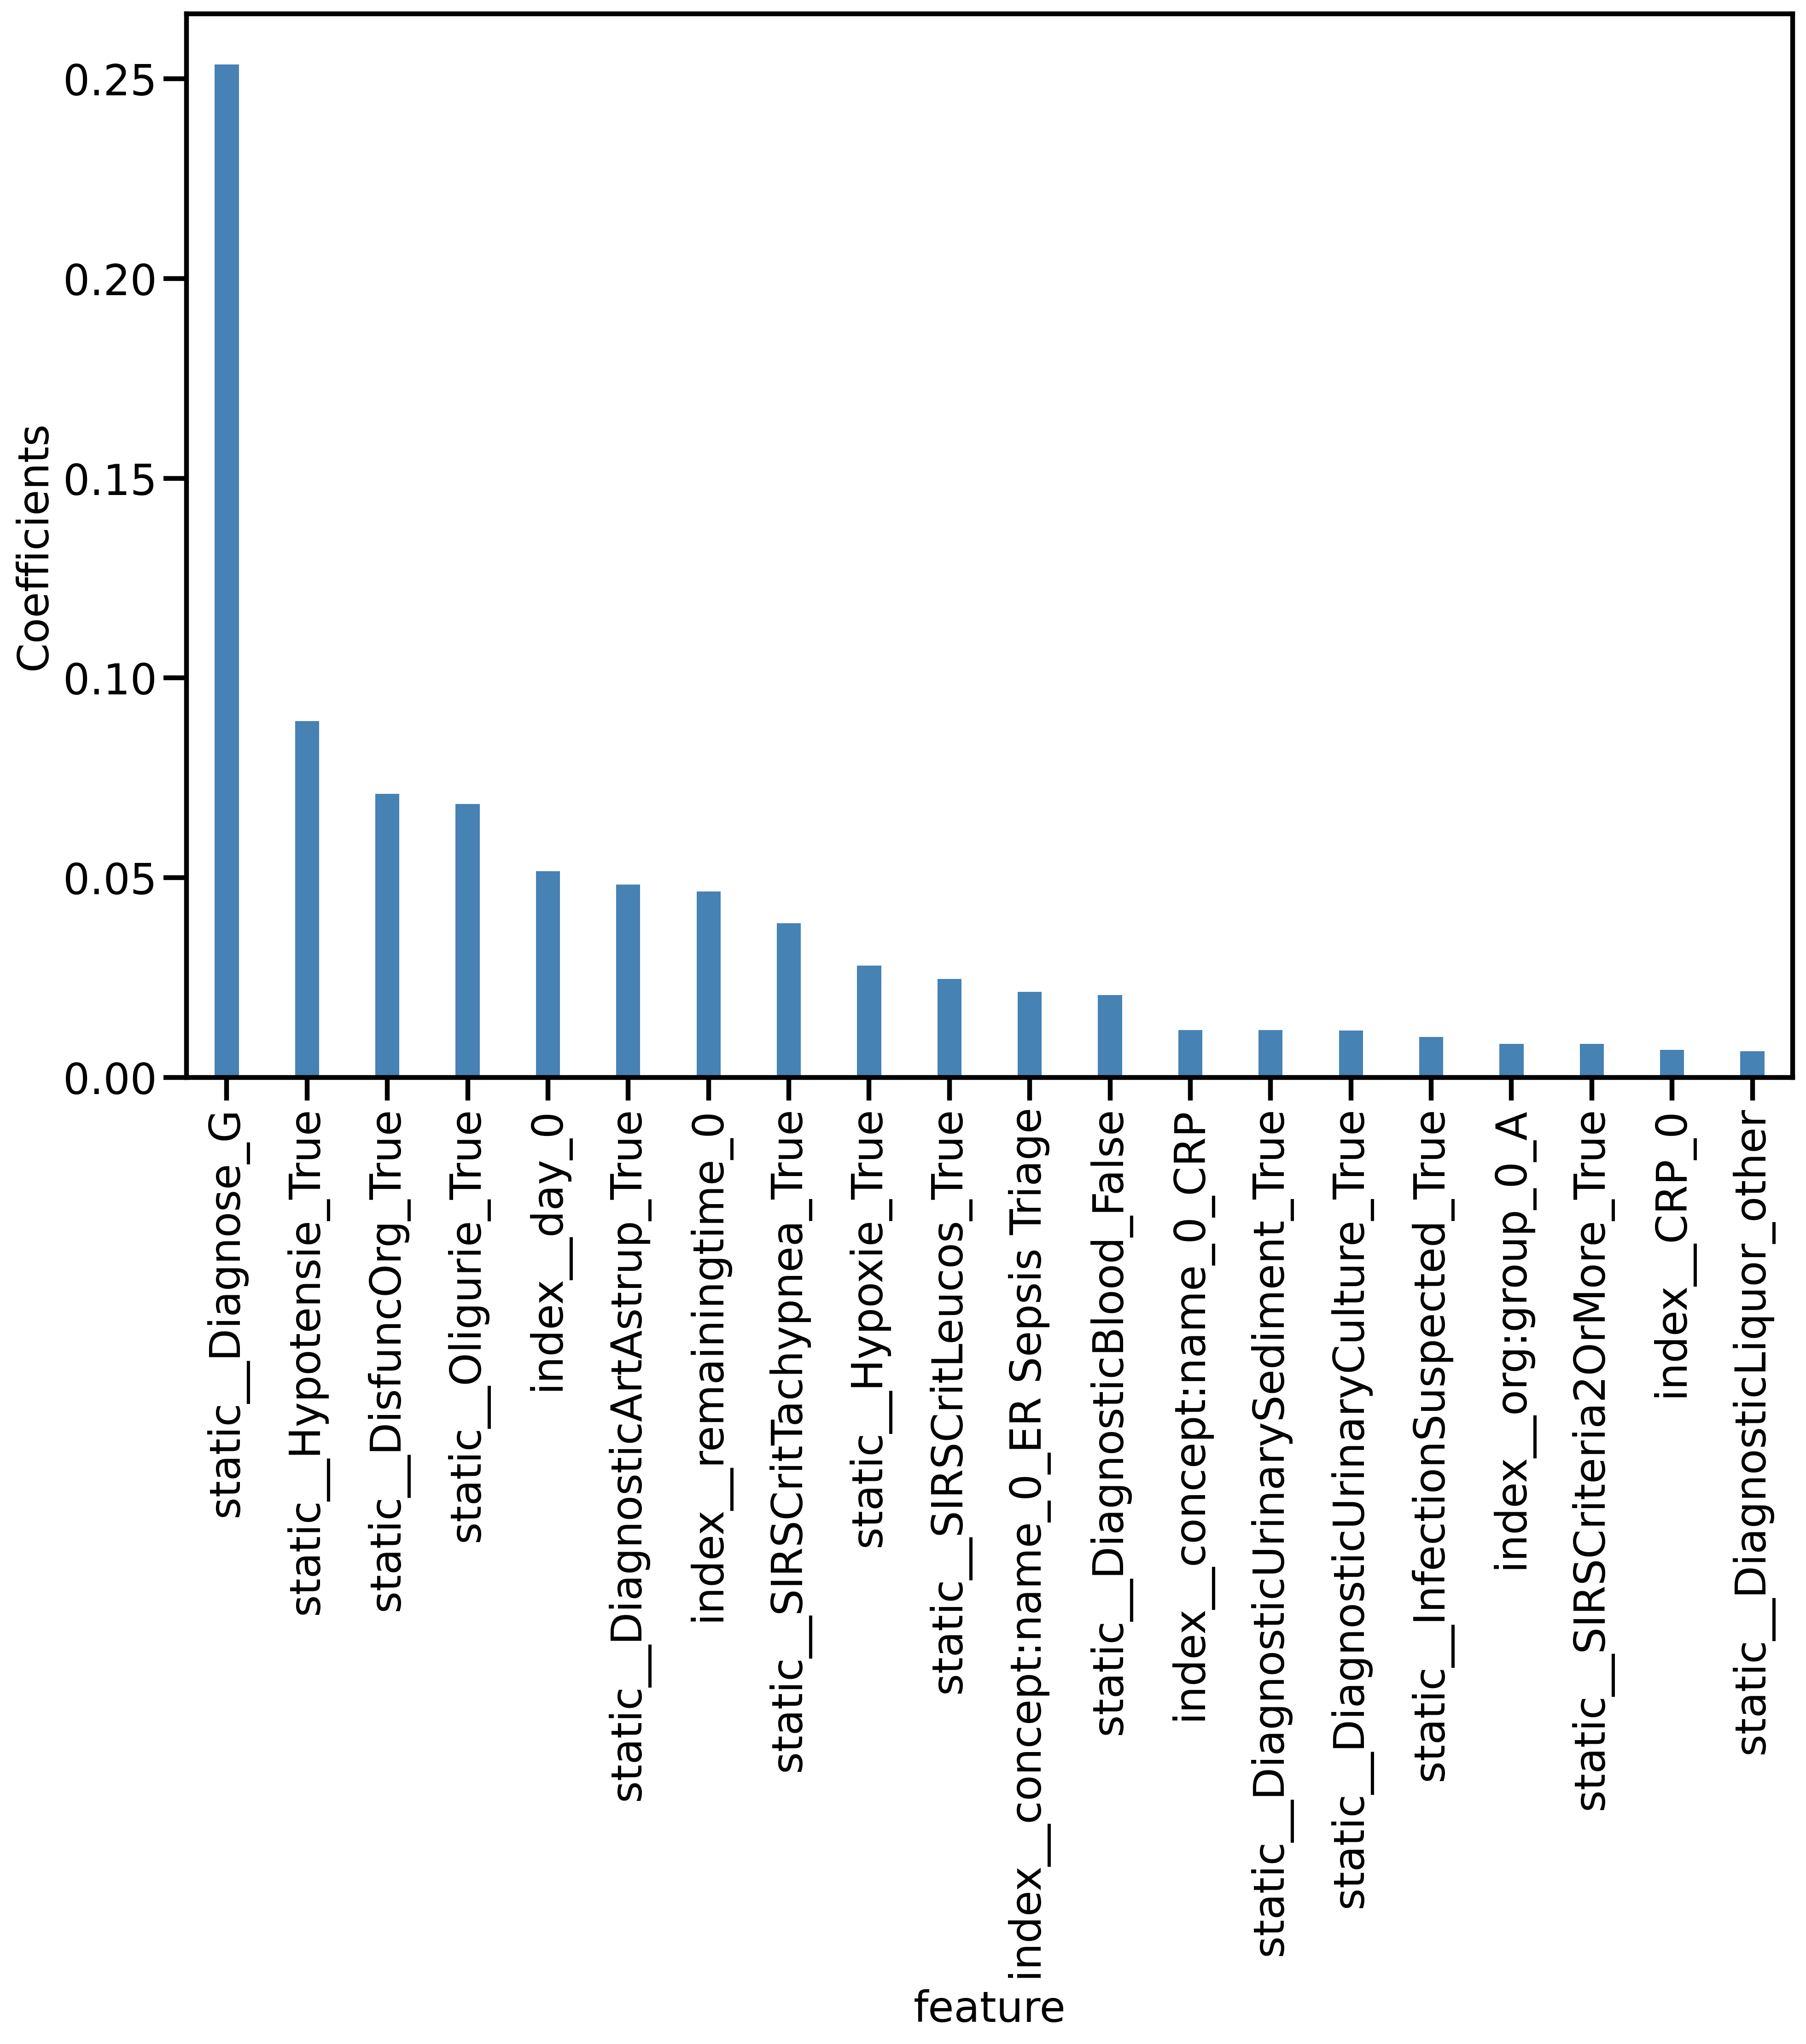 0.25
0.20
0.15
0.10
0.05
0.00
Coefficients
static__Diagnose_G
static__Hypotensie_True
static__DisfuncOrg_True
static__Oligurie_True
index__day_0
static__DiagnosticArtAstrup_True
index__remainingtime_0
static__SIRSCritTachypnea_True
static__Hypoxie_True
static__SIRSCritLeucos_True
index__concept:name_0_ER Sepsis Triage
static__DiagnosticBlood_False
index__concept:name_0_CRP
static__DiagnosticUrinarySediment_True
static__DiagnosticUrinaryCulture_True
static__InfectionSuspected_True
index__org:group_0_A
static__SIRSCriteria2OrMore_True
index__CRP_0
static__DiagnosticLiquor_other
feature